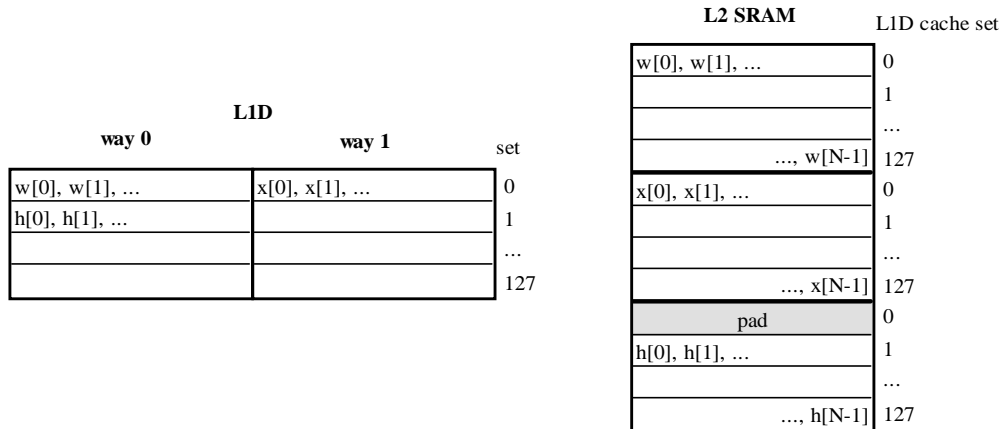 L1D
way 0 way 1 set
w[0], w[1], ... x[0], x[1], ... 0
h[0], h[1], ... 1
...
127
L2 SRAM L1D cache set
w[0], w[1], ... 0
1
...
..., w[N-1] 127
x[0], x[1], ... 0
1
...
..., x[N-1] 127
pad 0
h[0], h[1], ... 1
...
..., h[N-1] 127